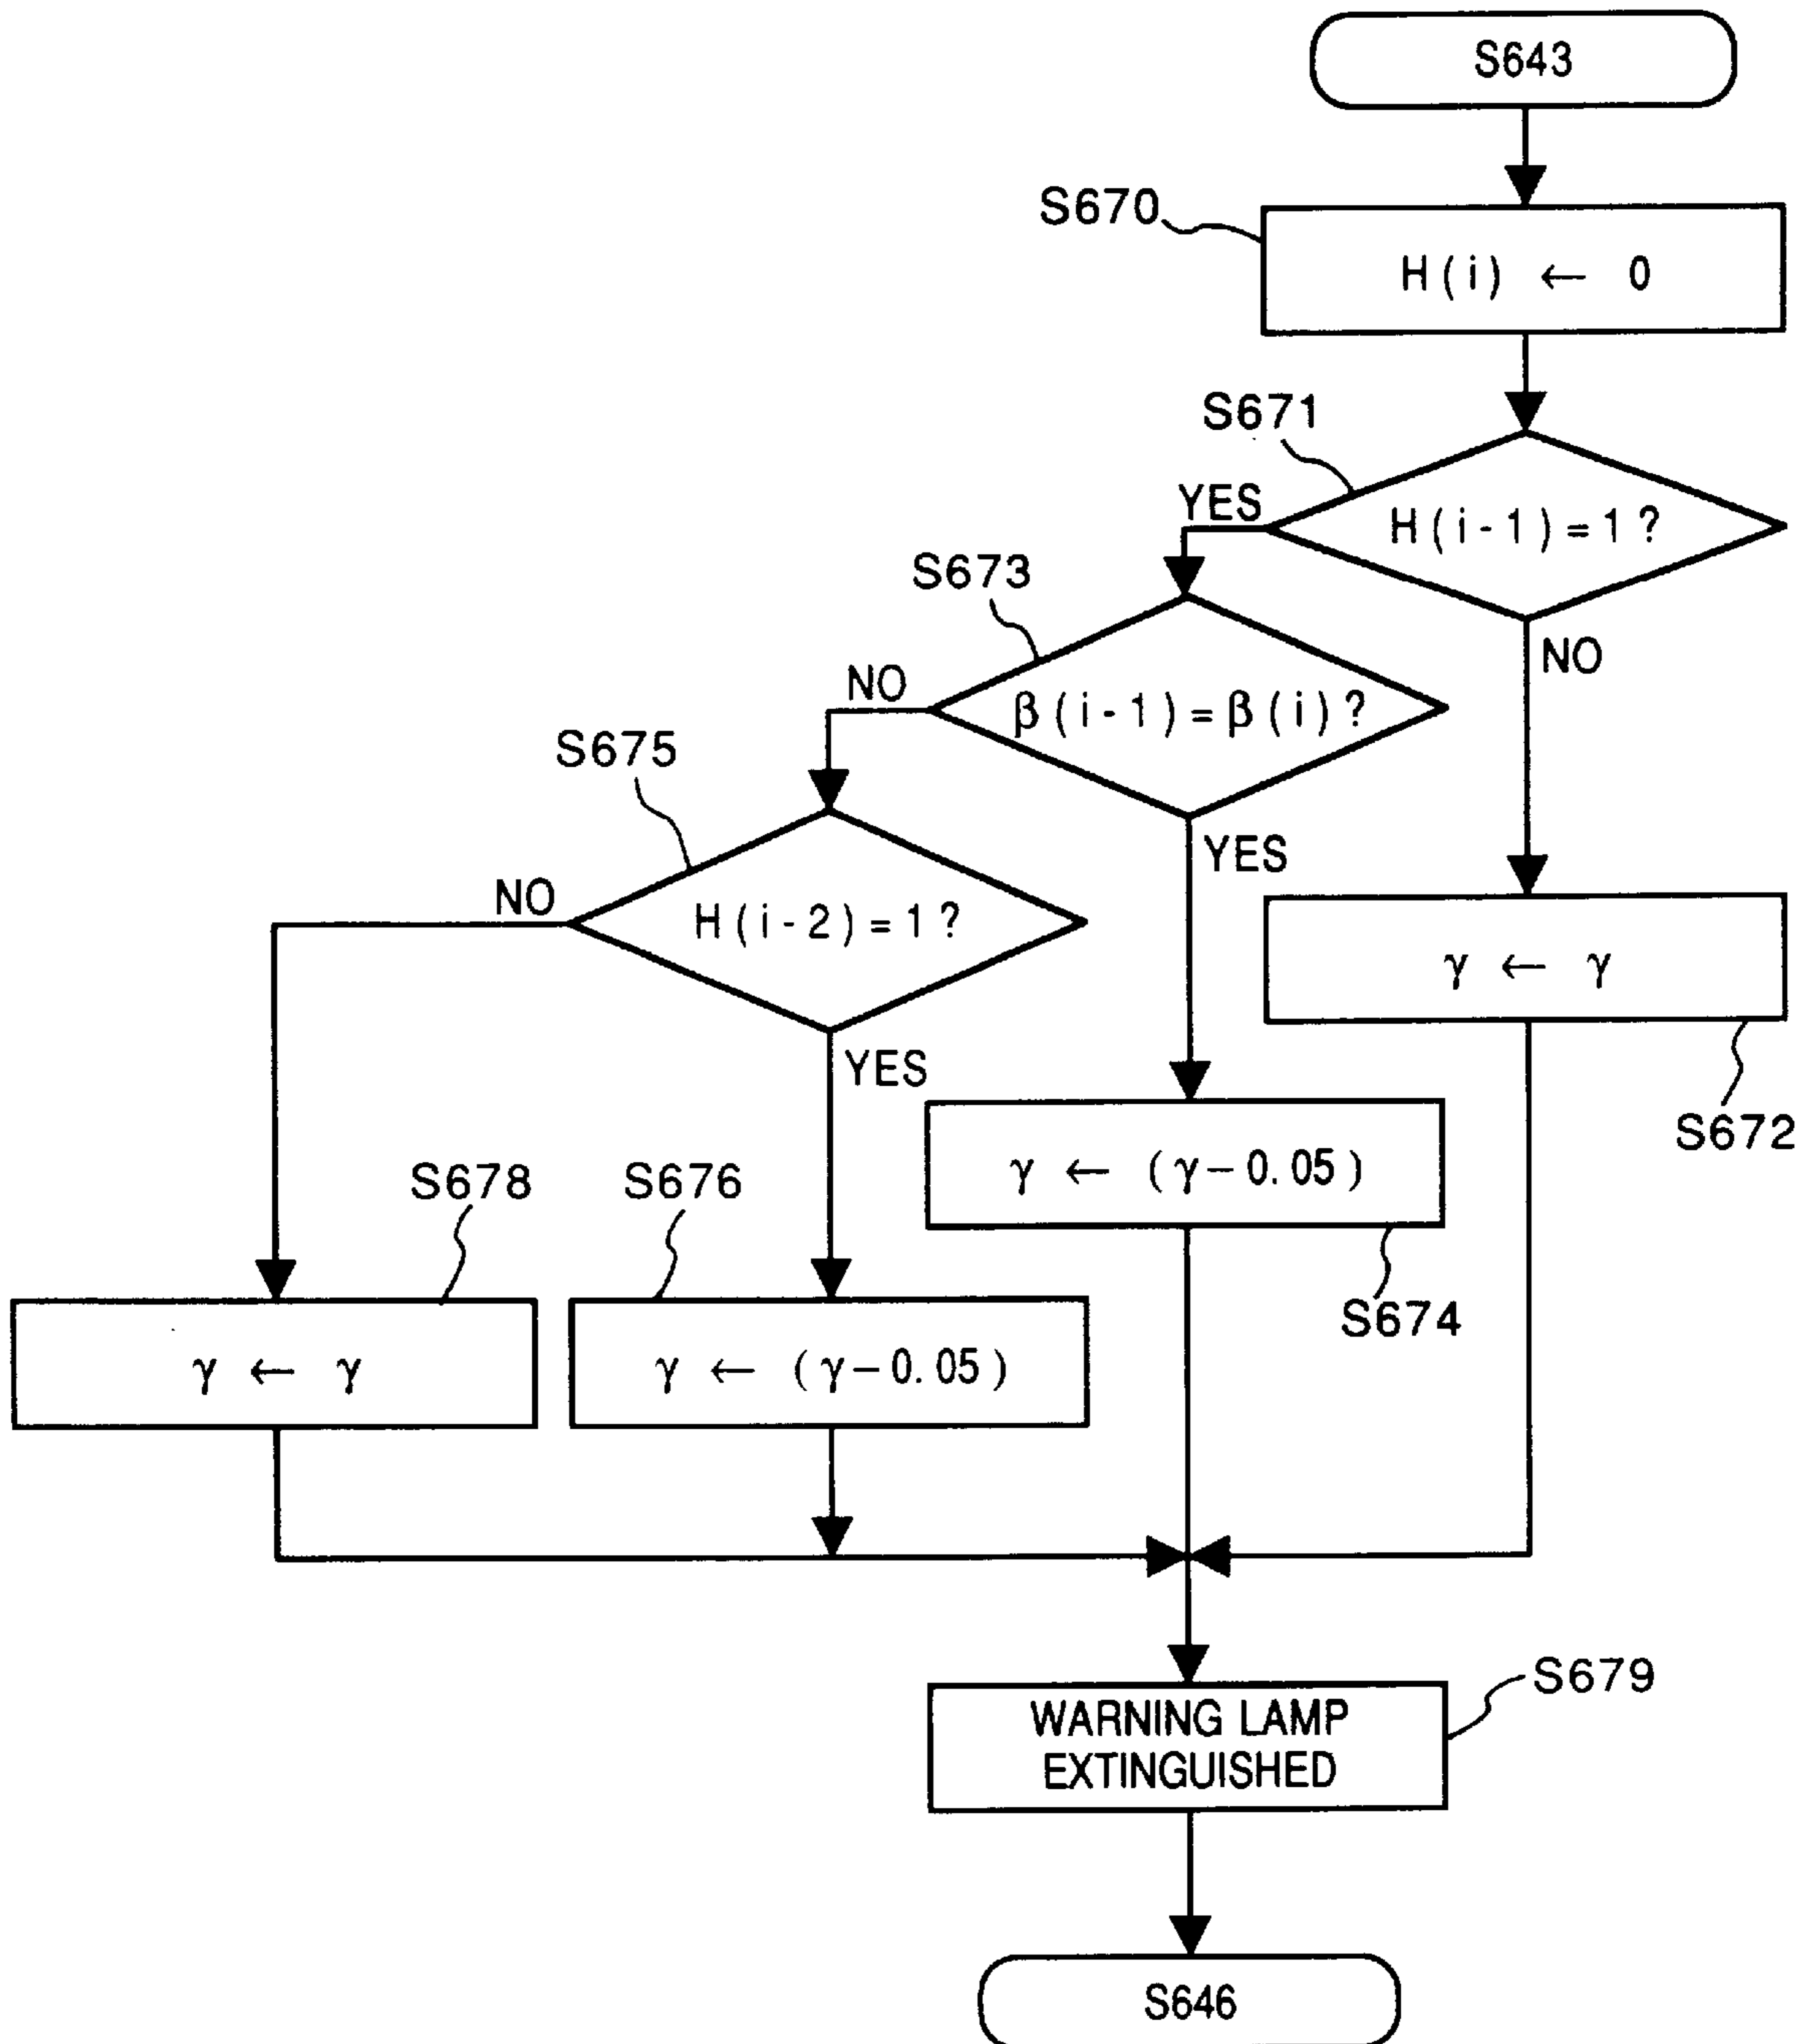 S643
S670
H(i) ← 0
S671
YES
H(i-1)=1?
S673
NO
NO
β(i-1)=β(i)?
S675
YES
NO
H(i-2)=1?
γ ← γ
YES
S672
γ ← (γ-0.05)
S678
S676
S674
γ ← γ
γ ← (γ-0.05)
S679
WARNING LAMP
EXTINGUISHED
S646